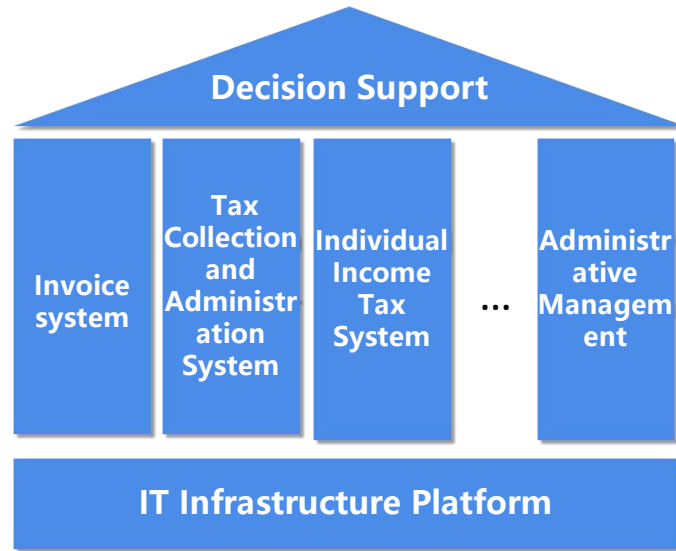 Decision Support
Invoice
system
Tax
Collection
and
Administr
ation
System
Individual
Income
Tax
System
...
Administr
ative
Managem
ent
IT Infrastructure Platform